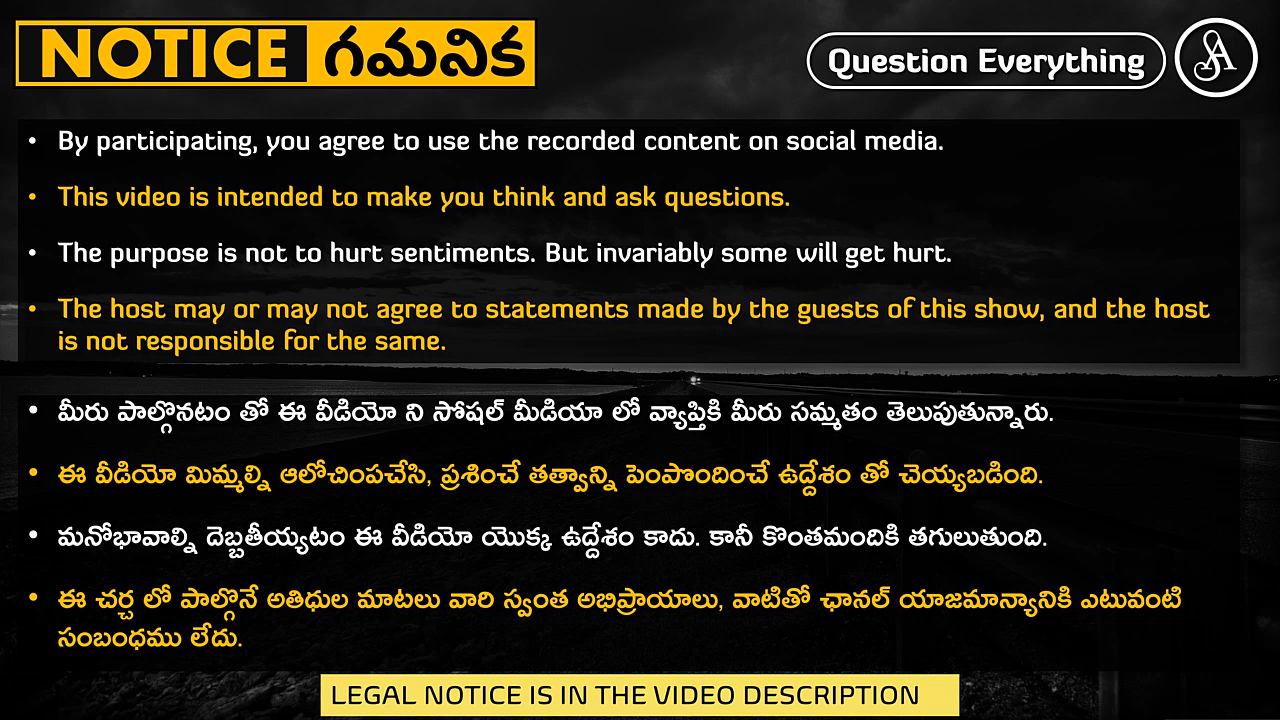 NOTICE గమనిక
Question Everything
• By participating, you agree to use the recorded content on social media.
• This video is intended to make you think and ask questions.
• The purpose is not to hurt sentiments. But invariably some will get hurt.
• The host may or may not agree to statements made by the guests of this show, and the host
is not responsible for the same.
• మీరు పాల్గొనటం తో ఈ వీడియో ని సోషల్ మీడియా లో వ్యాప్తికి మీరు సమ్మతం తెలుపుతున్నారు.
• ఈ వీడియో మిమ్మల్ని ఆలోచింపచేసి, ప్రశించే తత్వాన్ని పెంపొందించే ఉద్దేశం తో చెయ్యబడింది.
• మనోభావాల్ని దెబ్బతీయ్యటం ఈ వీడియో యొక్క ఉద్దేశం కాదు. కానీ కొంతమందికి తగులుతుంది.
• ఈ చర్చ లో పాల్గొనే అతిధుల మాటలు వారి స్వంత అభిప్రాయాలు, వాటితో ఛానల్ యాజమాన్యానికి ఎటువంటి
సంబంధము లేదు.
LEGAL NOTICE IS IN THE VIDEO DESCRIPTION